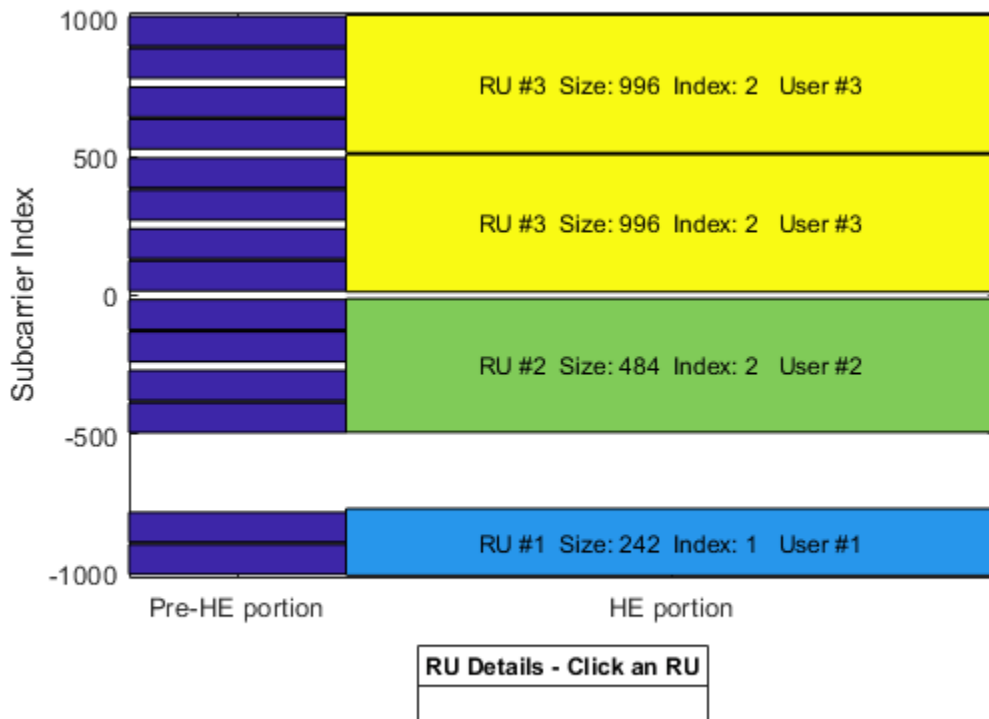 1000
RU #3 Size: 996 Index: 2 User #3
500
RU #3 Size: 996 Index: 2 User #3
0
Subcarrier Index
RU #2 Size: 484 Index: 2 User #2
-500
RU #1 Size: 242 Index: 1 User #1
-1000
Pre-HE portion
HE portion
RU Details - Click an RU